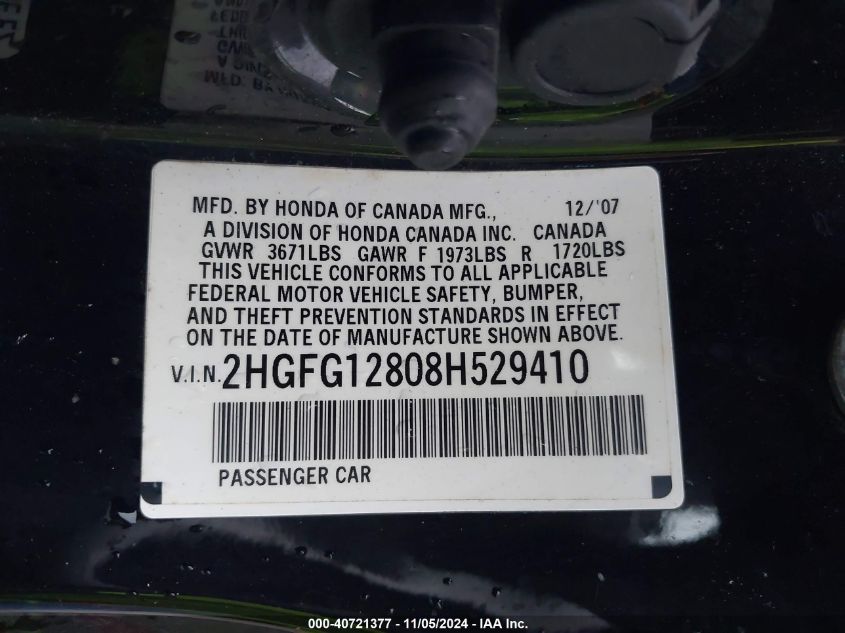 MFD. BY HONDA OF CANADA MFG., 12/'07
A DIVISION OF HONDA CANADA INC. CANADA
GVWR 3671LBS GAWR F 1973LBS R 1720LBS
THIS VEHICLE CONFORMS TO ALL APPLICABLE
FEDERAL MOTOR VEHICLE SAFETY, BUMPER,
AND THEFT PREVENTION STANDARDS IN EFFECT
ON THE DATE OF MANUFACTURE SHOWN ABOVE.
V.I.N. 2HGFG12808H529410
PASSENGER CAR
000-40721377 - 11/05/2024 - IAA Inc.